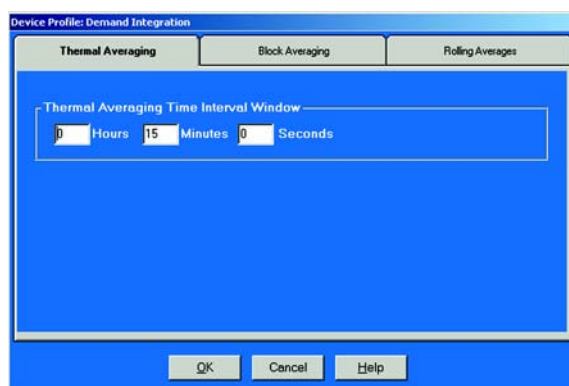 Device Profile: Demand Integration
Thermal Averaging Block Averaging Rolling Averages
Thermal Averaging Time Interval Window
0 Hours 15 Minutes 0 Seconds
OK Cancel Help